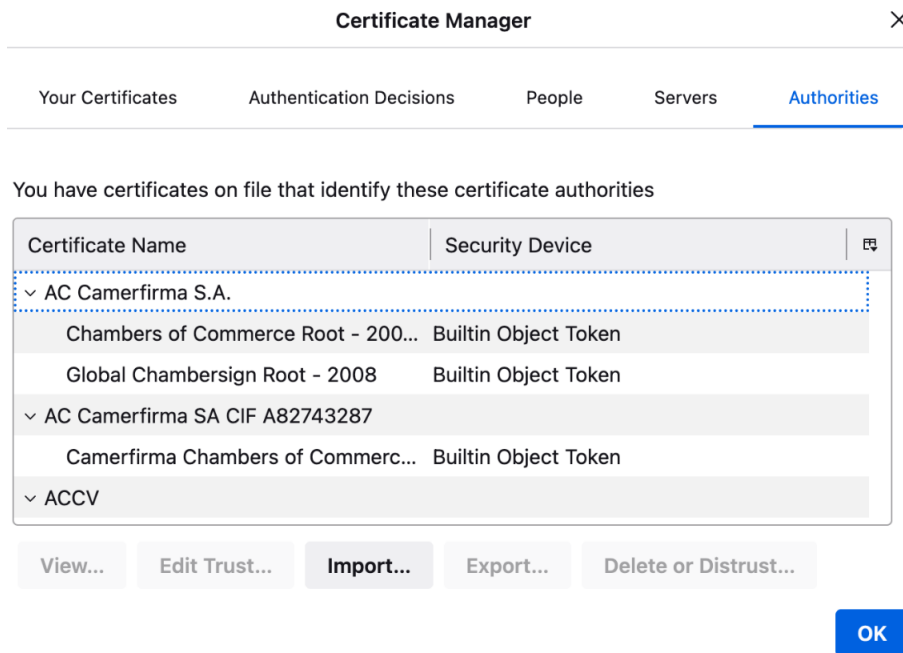 Certificate Manager
Your Certificates Authentication Decisions People Servers Authorities
You have certificates on file that identify these certificate authorities
Certificate Name Security Device
AC Camerfirma S.A.
Chambers of Commerce Root - 200... Builtin Object Token
Global Chambersign Root - 2008 Builtin Object Token
AC Camerfirma SA CIF A82743287
Camerfirma Chambers of Commerc... Builtin Object Token
ACCV
View... Edit Trust... Import... Export... Delete or Distrust...
OK